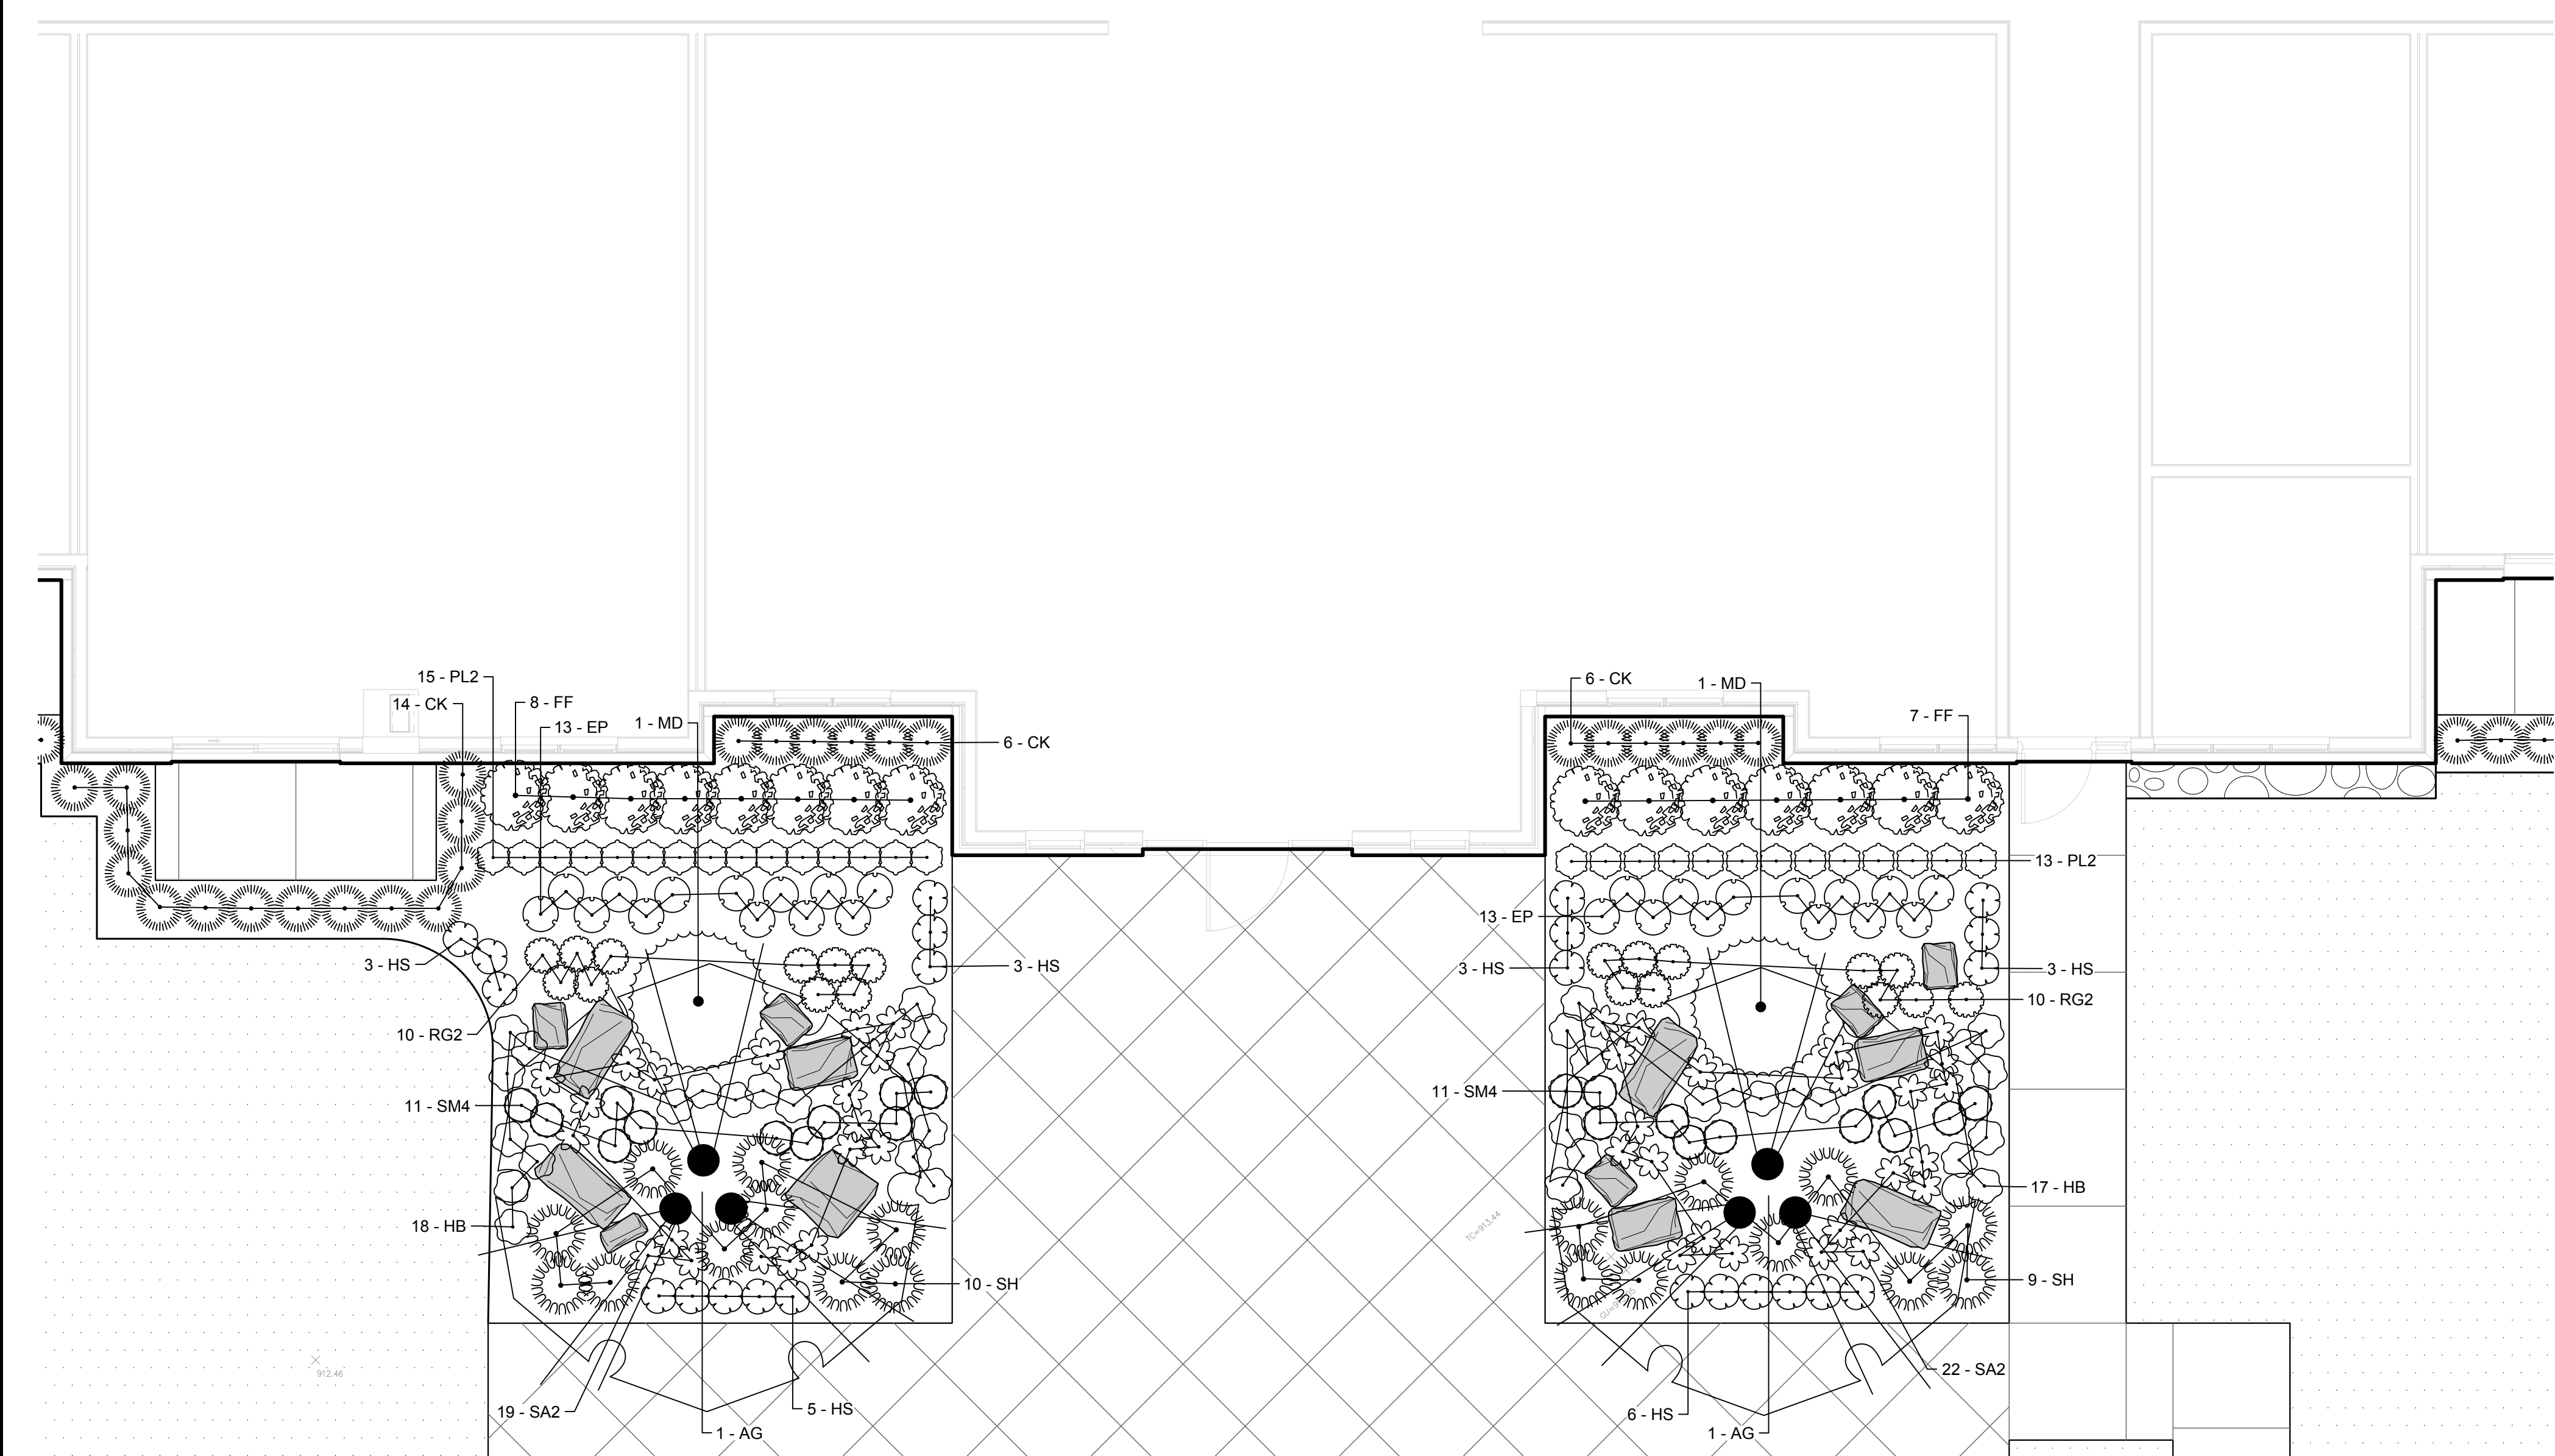 15 - PL2
6 - CK
1 - MD
14 - CK
8 - FF
7 - FF
13 - EP
1 - MD
6 - CK
13 - PL2
13 - EP
3 - HS
3 - HS
3 - HS
3 - HS
10 - RG2
10 - RG2
11 - SM4
11 - SM4
17 - HB
18 - HB
TC=913.44
10 - SH
9 - SH
912.46
22 - SA2
19 - SA2
5 - HS
6 - HS
1 - AG
1 - AG